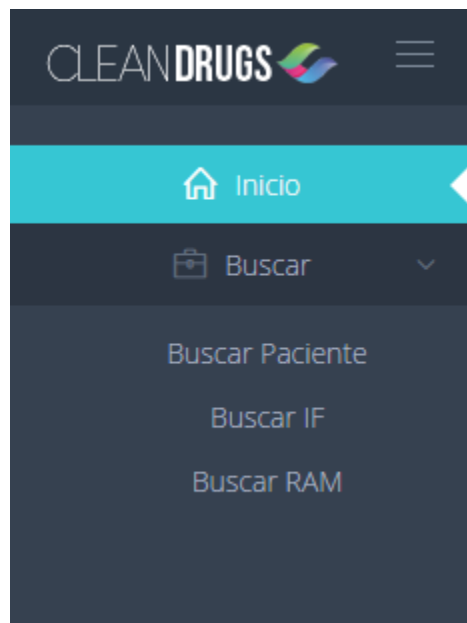 CLEANDRUGS
Inicio
Buscar
Buscar Paciente
Buscar IF
Buscar RAM